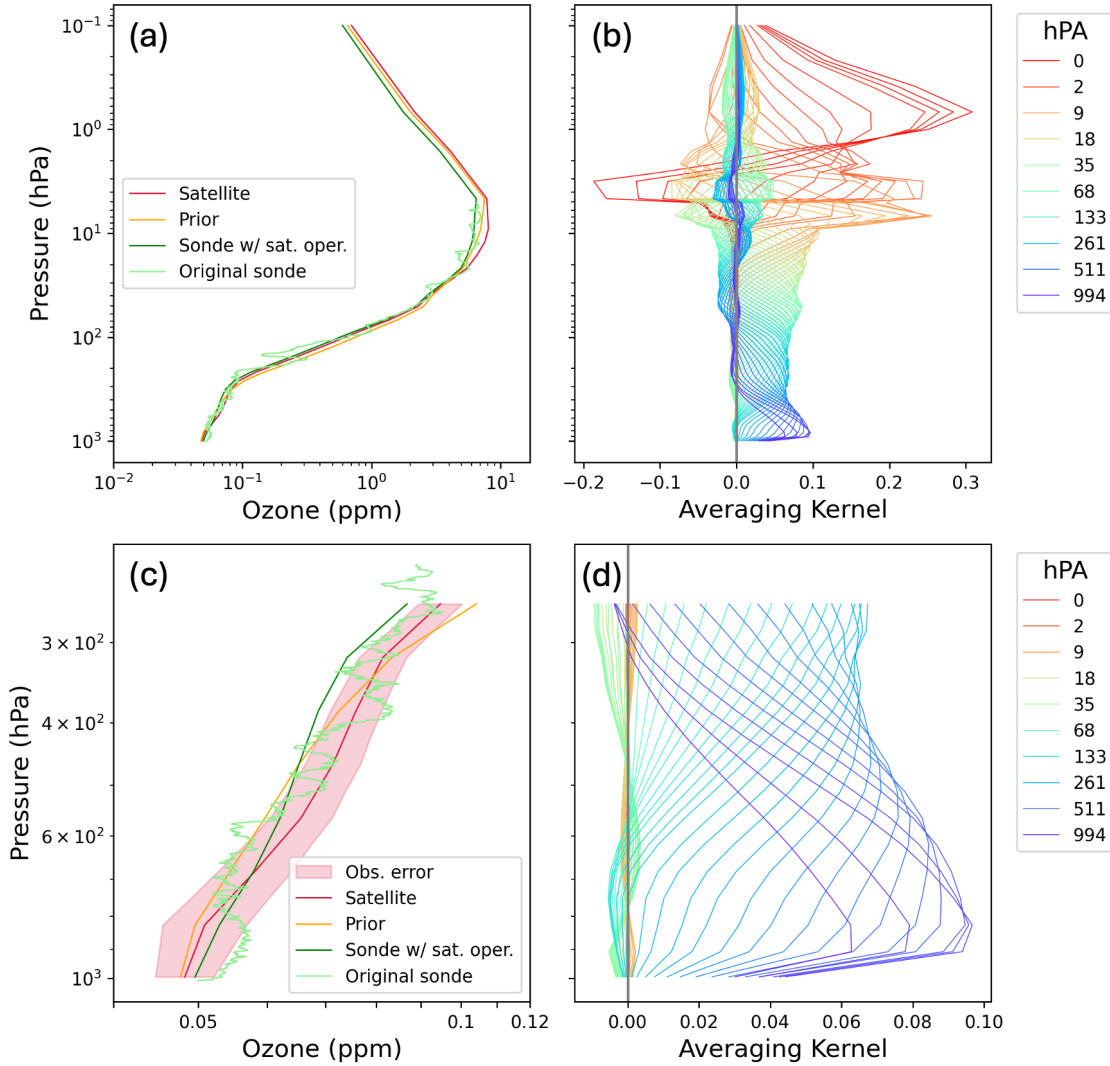 (a)
10⁻¹
10⁰
10¹
10²
10³
Pressure (hPa)
Satellite
Prior
Sonde w/ sat. oper.
Original sonde
10⁻²
10⁻¹
10⁰
10¹
Ozone (ppm)
(b)
−0.2
−0.1
0.0
0.1
0.2
0.3
Averaging Kernel
hPA
0
2
9
18
35
68
133
261
511
994
(c)
3 × 10²
4 × 10²
6 × 10²
10³
Pressure (hPa)
Obs. error
Satellite
Prior
Sonde w/ sat. oper.
Original sonde
0.05
0.1
0.12
Ozone (ppm)
(d)
0.00
0.02
0.04
0.06
0.08
0.10
Averaging Kernel
hPA
0
2
9
18
35
68
133
261
511
994